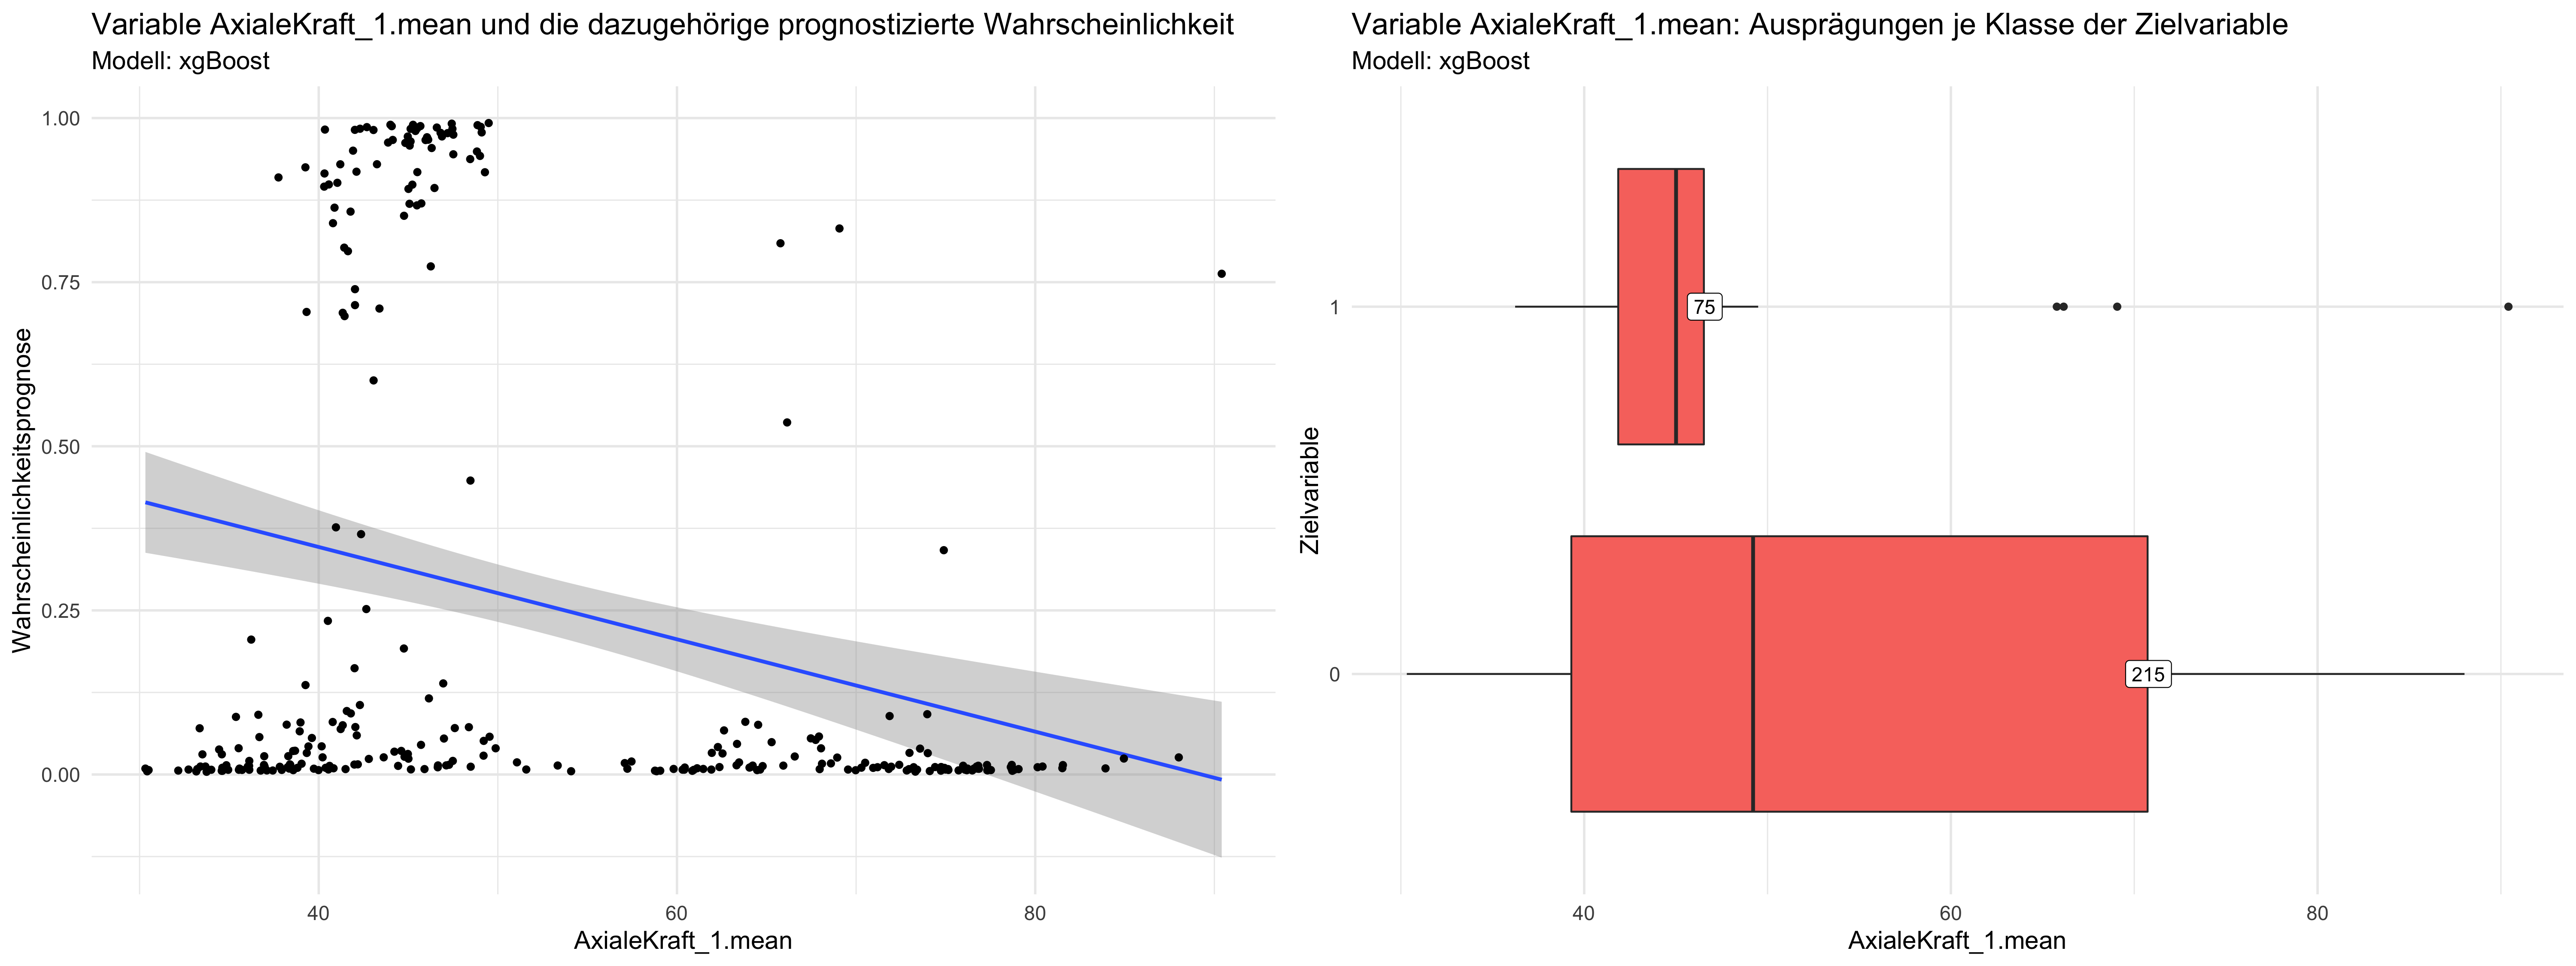 Variable AxialeKraft_1.mean und die dazugehörige prognostizierte Wahrscheinlichkeit
Modell: xgBoost
Wahrscheinlichkeitsprognose
1.00
0.75
0.50
0.25
0.00
40 60 80
AxialeKraft_1.mean
Variable AxialeKraft_1.mean: Ausprägungen je Klasse der Zielvariable
Modell: xgBoost
Zielvariable
1
75
0
215
40 60 80
AxialeKraft_1.mean